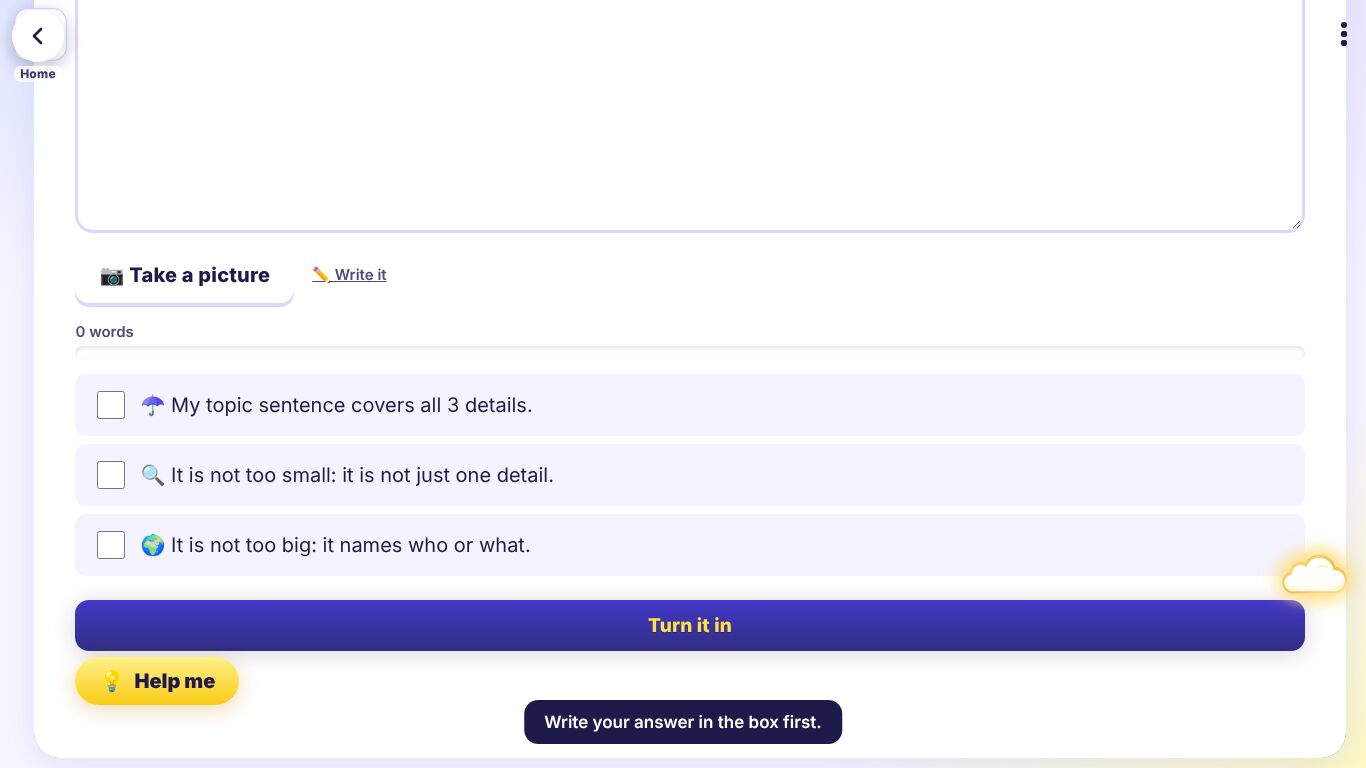 Home
📷 Take a picture
✏️ Write it
0 words
☂️ My topic sentence covers all 3 details.
🔍 It is not too small: it is not just one detail.
🌍 It is not too big: it names who or what.
Turn it in
💡 Help me
Write your answer in the box first.